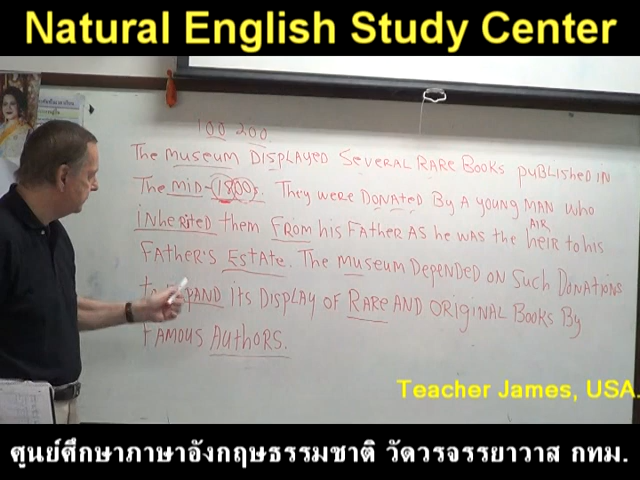 Natural English Study Center
100 200
The museum Displayed Several Rare Books published in
The mid-1800s. They were Donated By a young man who
inherited them from his Father as he was the heir to his
AIR
Father's Estate. The museum Depended on such Donations
to expand its Display of Rare and original Books By
Famous Authors.
Teacher James, USA.
ศูนย์ศึกษาภาษาอังกฤษธรรมชาติ วัดวรจรรยาวาส กทม.